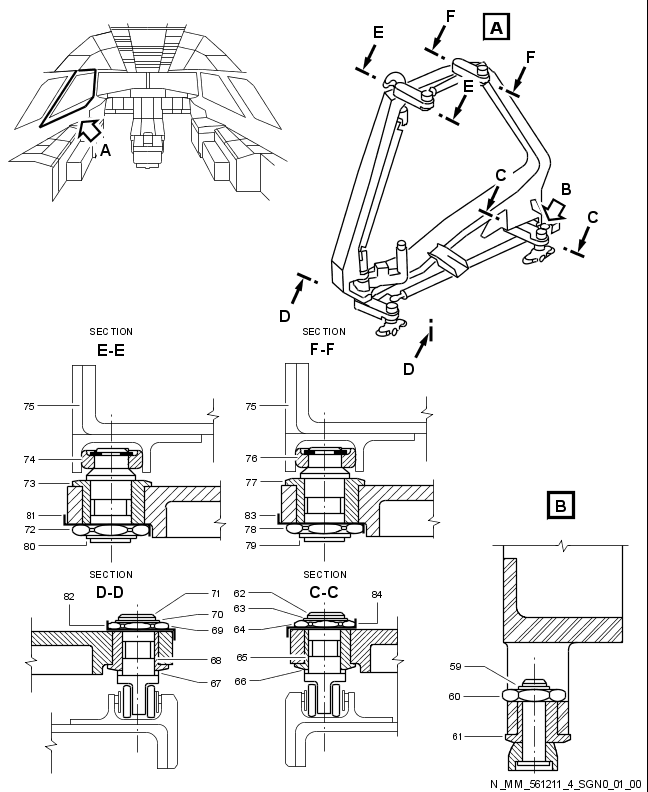 F
A
E
F
E
A
C
B
C
D
D
SECTION
E-E
SECTION
F-F
75
75
74
76
73
77
81
83
72
78
80
79
B
SECTION
D-D
SECTION
C-C
82
71
62
84
70
63
69
64
68
65
67
66
59
60
61
N_MM_561211_4_SGN0_01_00